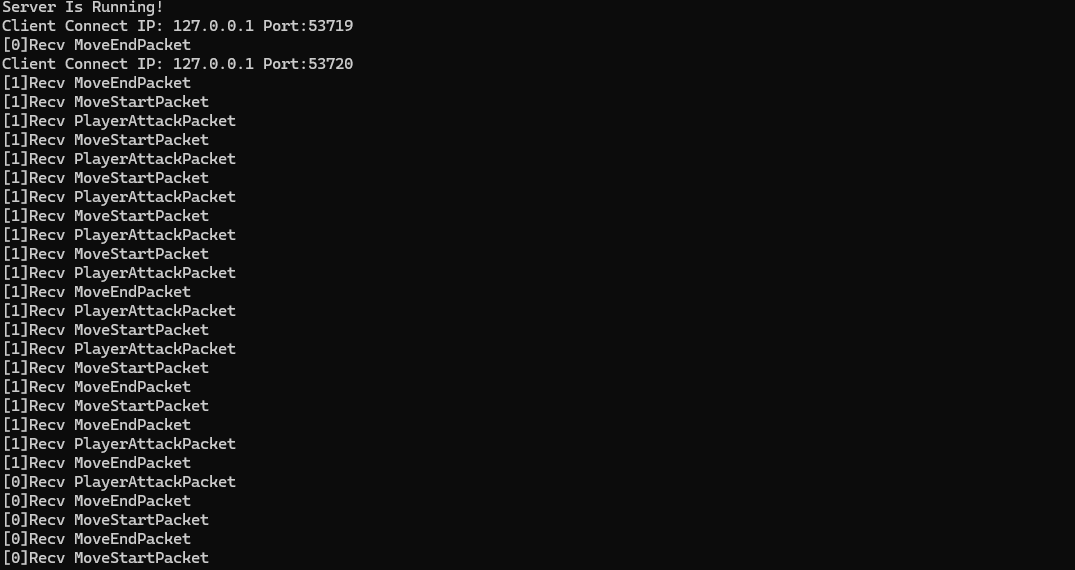 Server Is Running!
Client Connect IP: 127.0.0.1 Port:53719
[0]Recv MoveEndPacket
Client Connect IP: 127.0.0.1 Port:53720
[1]Recv MoveEndPacket
[1]Recv MoveStartPacket
[1]Recv PlayerAttackPacket
[1]Recv MoveStartPacket
[1]Recv PlayerAttackPacket
[1]Recv MoveStartPacket
[1]Recv PlayerAttackPacket
[1]Recv MoveStartPacket
[1]Recv PlayerAttackPacket
[1]Recv MoveStartPacket
[1]Recv PlayerAttackPacket
[1]Recv MoveEndPacket
[1]Recv PlayerAttackPacket
[1]Recv MoveStartPacket
[1]Recv PlayerAttackPacket
[1]Recv MoveStartPacket
[1]Recv MoveEndPacket
[1]Recv MoveStartPacket
[1]Recv MoveEndPacket
[1]Recv PlayerAttackPacket
[1]Recv MoveEndPacket
[0]Recv PlayerAttackPacket
[0]Recv MoveEndPacket
[0]Recv MoveStartPacket
[0]Recv MoveEndPacket
[0]Recv MoveStartPacket